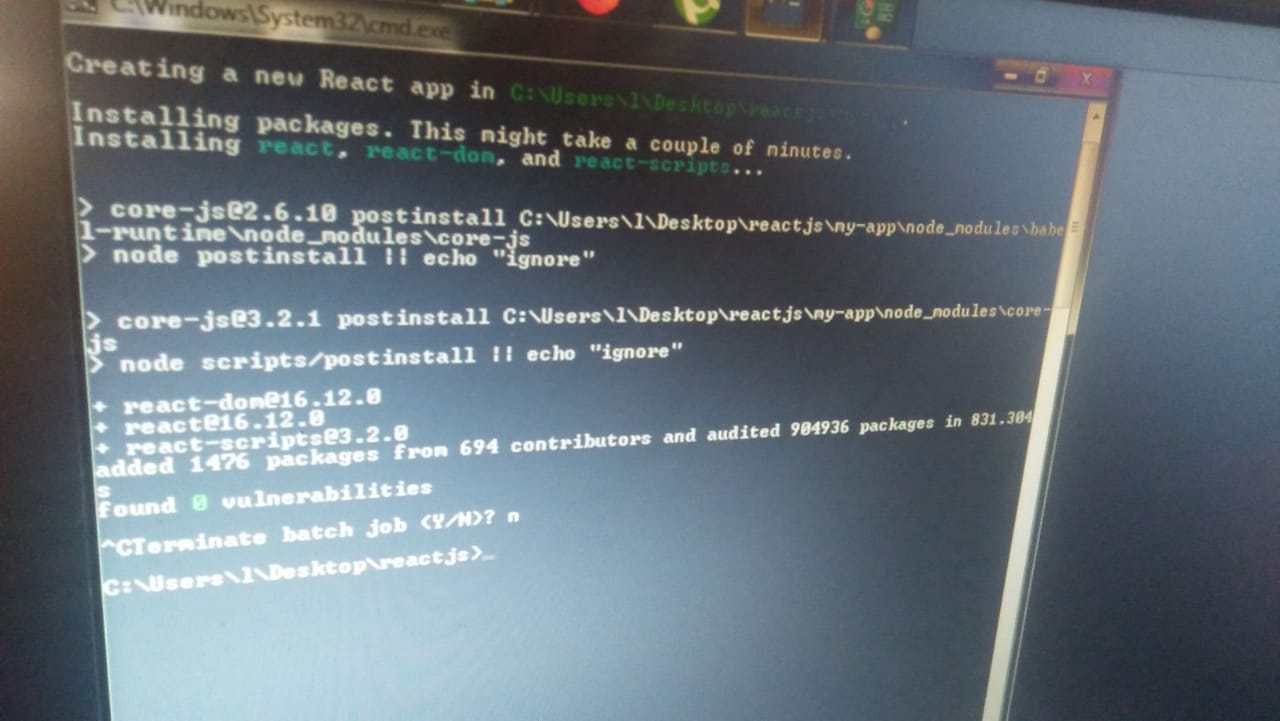 C:\Windows\System32\cmd.exe
Creating a new React app in C:\Users\l\Desktop\reactjs
Installing packages. This might take a couple of minutes.
Installing react, react-dom, and react-scripts...
> core-js@2.6.10 postinstall C:\Users\l\Desktop\reactjs\my-app\node_modules\babe
l-runtime\node_modules\core-js
> node postinstall || echo "ignore"
> core-js@3.2.1 postinstall C:\Users\l\Desktop\reactjs\my-app\node_modules\core-
js
> node scripts/postinstall || echo "ignore"
+ react-dom@16.12.0
+ react@16.12.0
+ react-scripts@3.2.0
added 1476 packages from 694 contributors and audited 904936 packages in 831.304
s
found 0 vulnerabilities
^CTerminate batch job (Y/N)? n
C:\Users\l\Desktop\reactjs>_